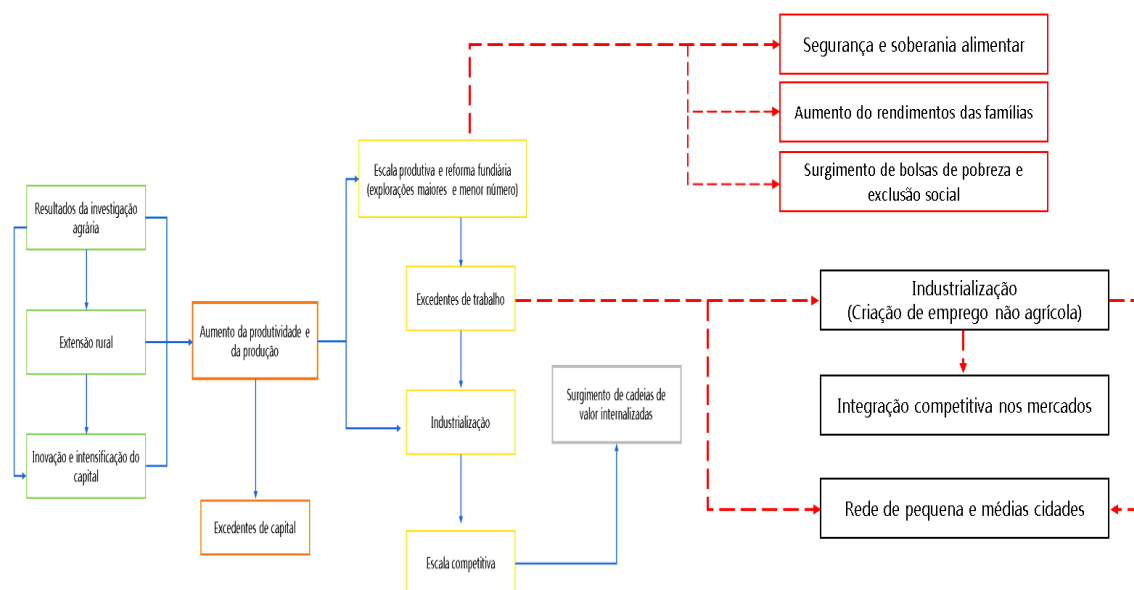 Resultados da investigação
agrária
Extensão rural
Inovação e intensificação do
capital
Aumento da produtividade e
da produção
Excedentes de capital
Escala produtiva e reforma fundiária
(explorações maiores e menor número)
Excedentes de trabalho
Industrialização
Escala competitiva
Surgimento de cadeias de
valor internalizadas
Segurança e soberania alimentar
Aumento do rendimentos das famílias
Surgimento de bolsas de pobreza e
exclusão social
Industrialização
(Criação de emprego não agrícola)
Integração competitiva nos mercados
Rede de pequena e médias cidades